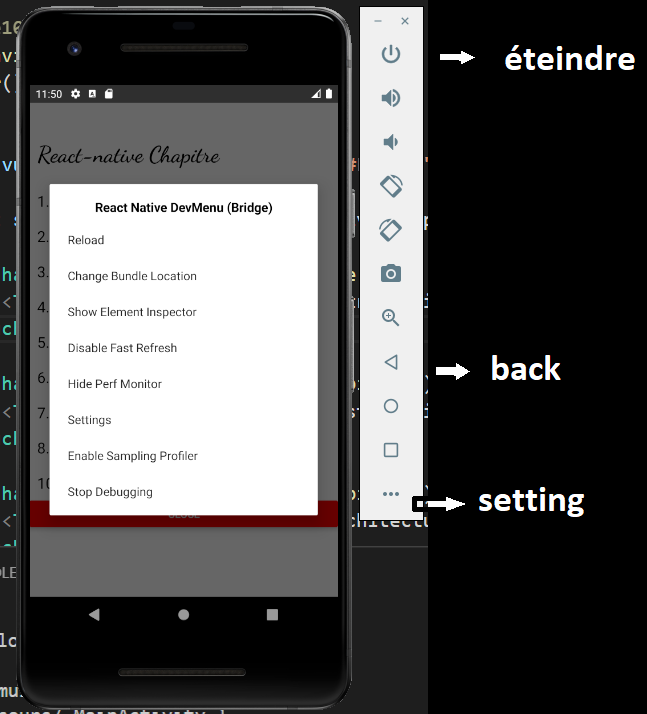 éteindre
back
setting
11:50
React-native Chapitre
React Native DevMenu (Bridge)
Reload
Change Bundle Location
Show Element Inspector
Disable Fast Refresh
Hide Perf Monitor
Settings
Enable Sampling Profiler
Stop Debugging
1.
2.
3.
4.
5.
6.
7.
8.
10
CLOSE